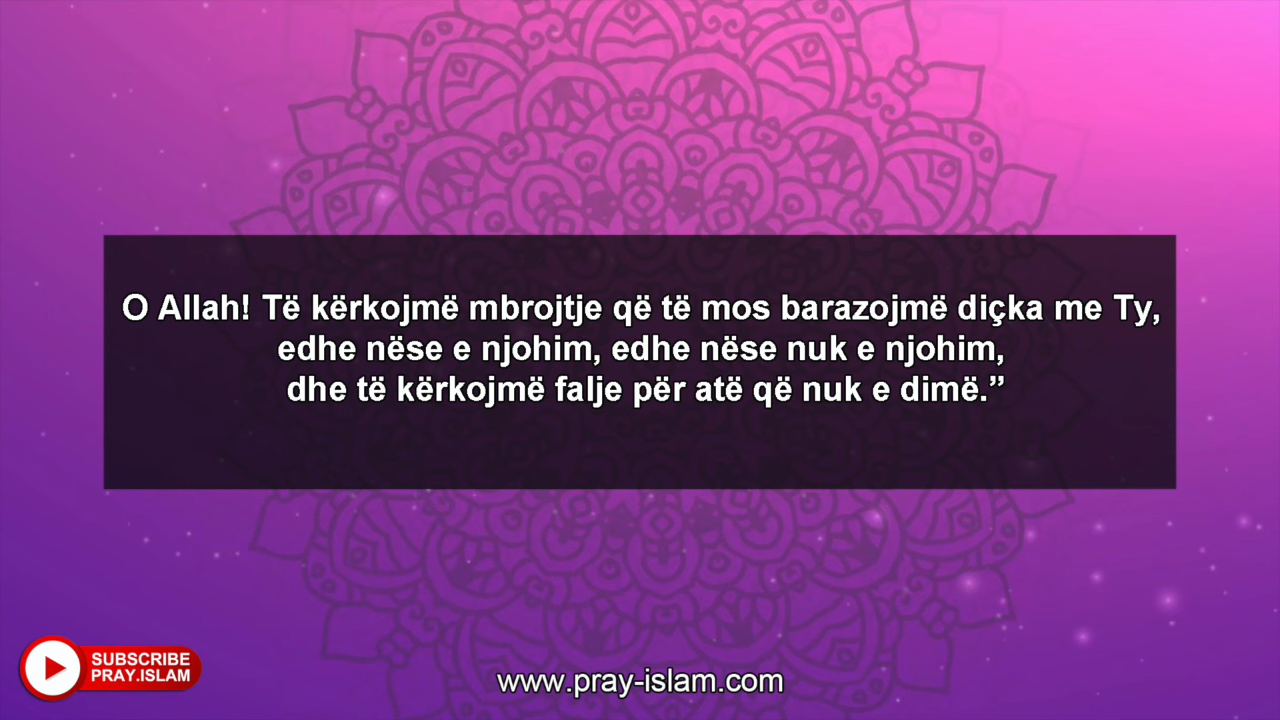 O Allah! Të kërkojmë mbrojtje që të mos barazojmë diçka me Ty,
edhe nëse e njohim, edhe nëse nuk e njohim,
dhe të kërkojmë falje për atë që nuk e dimë.”
SUBSCRIBE
PRAY.ISLAM
www.pray-islam.com